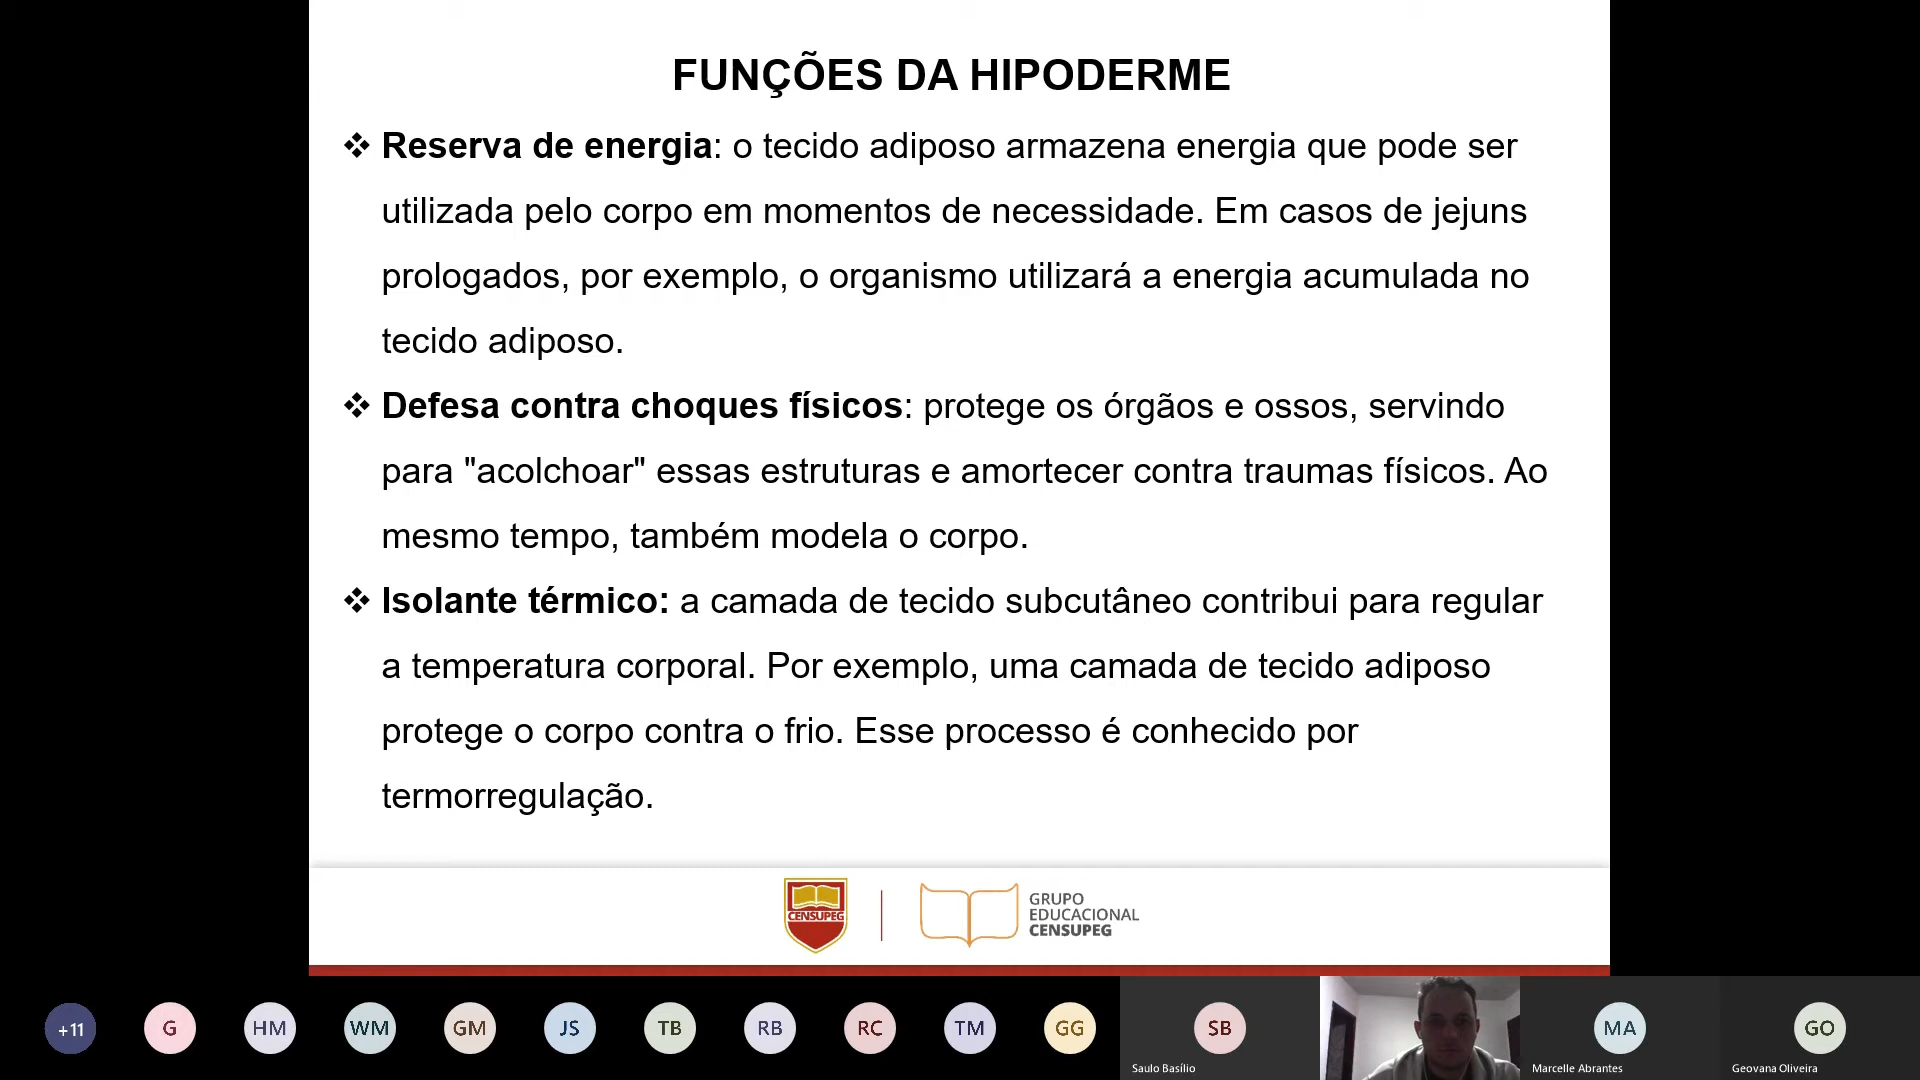 FUNÇÕES DA HIPODERME
❖ Reserva de energia: o tecido adiposo armazena energia que pode ser
utilizada pelo corpo em momentos de necessidade. Em casos de jejuns
prologados, por exemplo, o organismo utilizará a energia acumulada no
tecido adiposo.
❖ Defesa contra choques físicos: protege os órgãos e ossos, servindo
para "acolchoar" essas estruturas e amortecer contra traumas físicos. Ao
mesmo tempo, também modela o corpo.
❖ Isolante térmico: a camada de tecido subcutâneo contribui para regular
a temperatura corporal. Por exemplo, uma camada de tecido adiposo
protege o corpo contra o frio. Esse processo é conhecido por
termorregulação.
CENSUPEG
GRUPO
EDUCACIONAL
CENSUPEG
+11 G HM WM GM JS TB RB RC TM GG SB MA GO
Saulo Basílio Marcelle Abrantes Geovana Oliveira